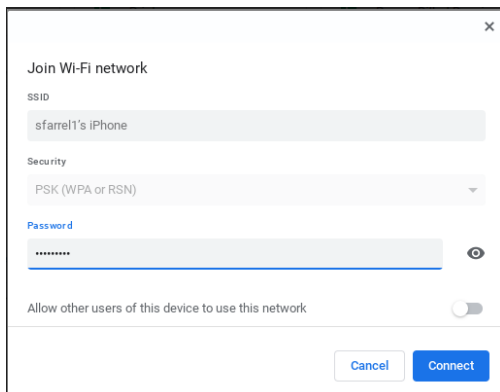 Join Wi-Fi network
SSID
sfarrel1's iPhone
Security
PSK (WPA or RSN)
Password
•••••••••
Allow other users of this device to use this network
Cancel Connect